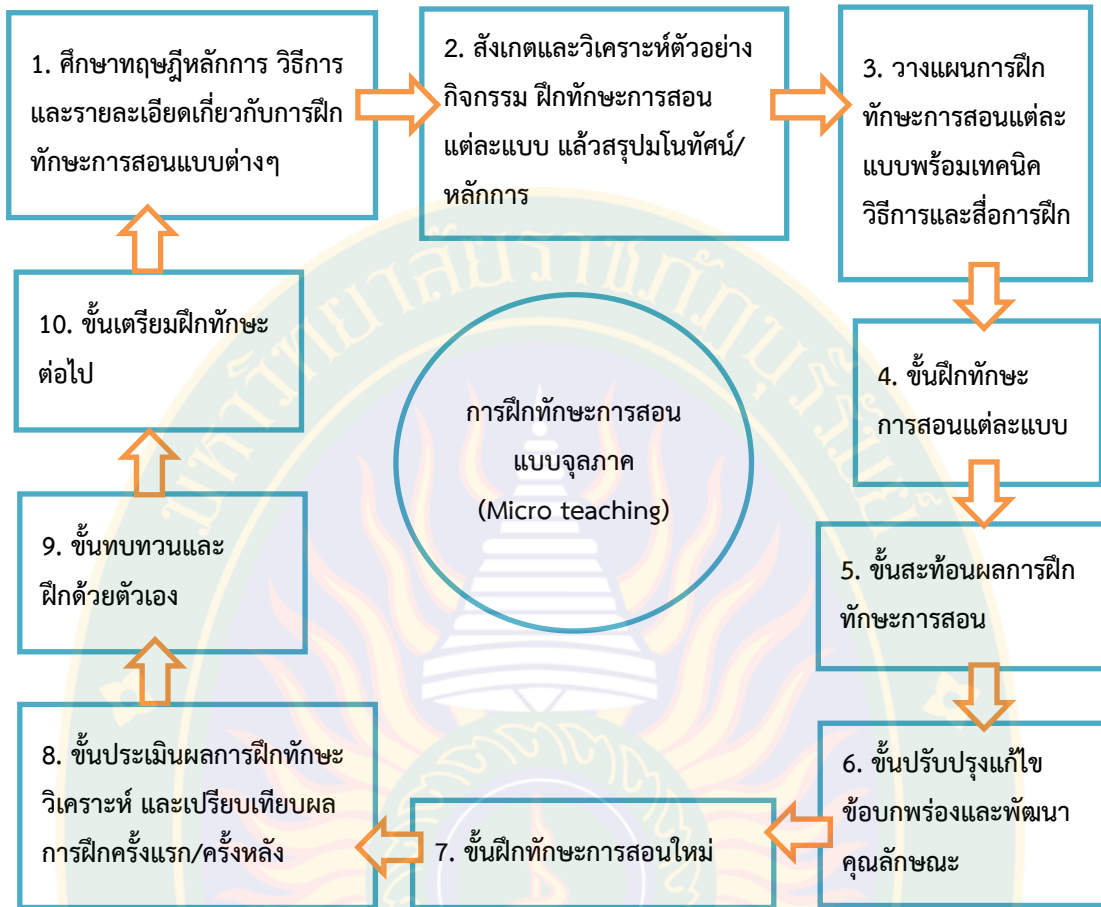 1. ศึกษาทฤษฎีหลักการ วิธีการ
และรายละเอียดเกี่ยวกับการฝึก
ทักษะการสอนแบบต่างๆ
2. สังเกตและวิเคราะห์ตัวอย่าง
กิจกรรม ฝึกทักษะการสอน
แต่ละแบบ แล้วสรุปมโนทัศน์/
หลักการ
3. วางแผนการฝึก
ทักษะการสอนแต่ละ
แบบพร้อมเทคนิค
วิธีการและสื่อการฝึก
4. ขั้นฝึกทักษะ
การสอนแต่ละแบบ
5. ขั้นสะท้อนผลการฝึก
ทักษะการสอน
6. ขั้นปรับปรุงแก้ไข
ข้อบกพร่องและพัฒนา
คุณลักษณะ
7. ขั้นฝึกทักษะการสอนใหม่
8. ขั้นประเมินผลการฝึกทักษะ
วิเคราะห์ และเปรียบเทียบผล
การฝึกครั้งแรก/ครั้งหลัง
9. ขั้นทบทวนและ
ฝึกด้วยตัวเอง
10. ขั้นเตรียมฝึกทักษะ
ต่อไป
การฝึกทักษะการสอน
แบบจุลภาค
(Micro teaching)
มหาวิทยาลัยราชภัฏบุรีรัมย์